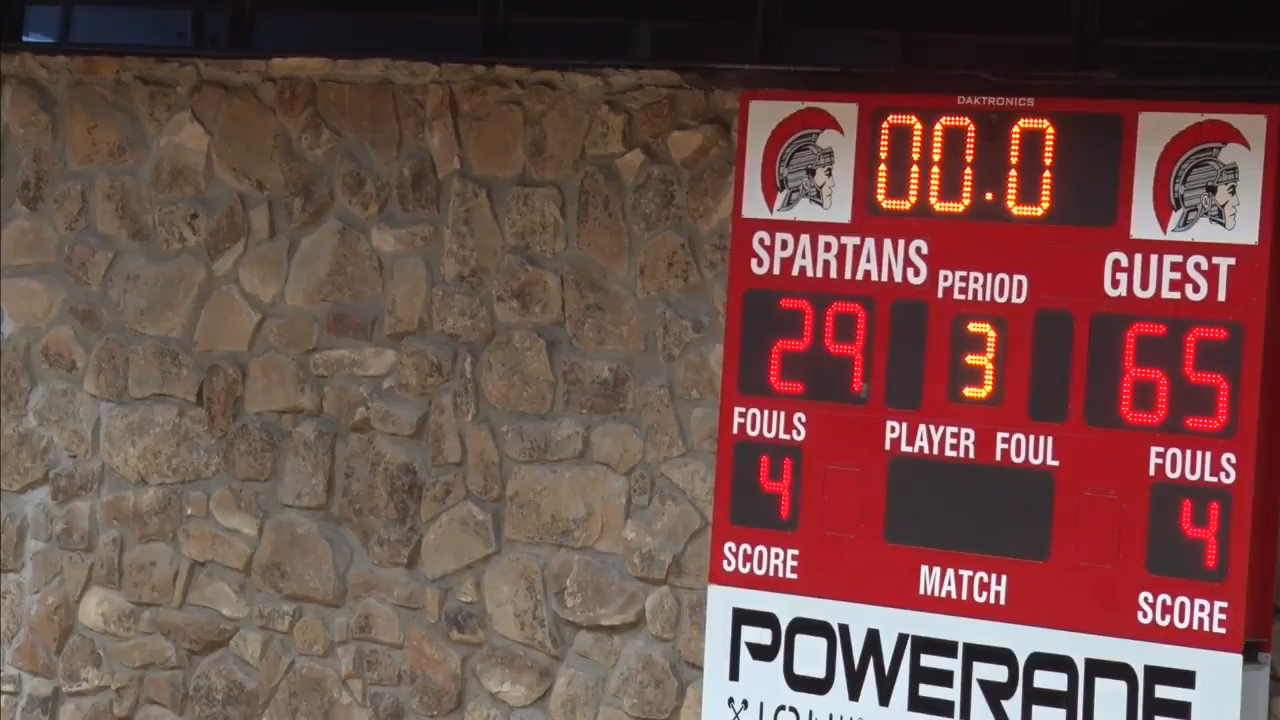 DAKTRONICS
00.0
SPARTANS PERIOD GUEST
29 3 65
FOULS PLAYER FOUL FOULS
4 4
SCORE MATCH SCORE
POWERADE